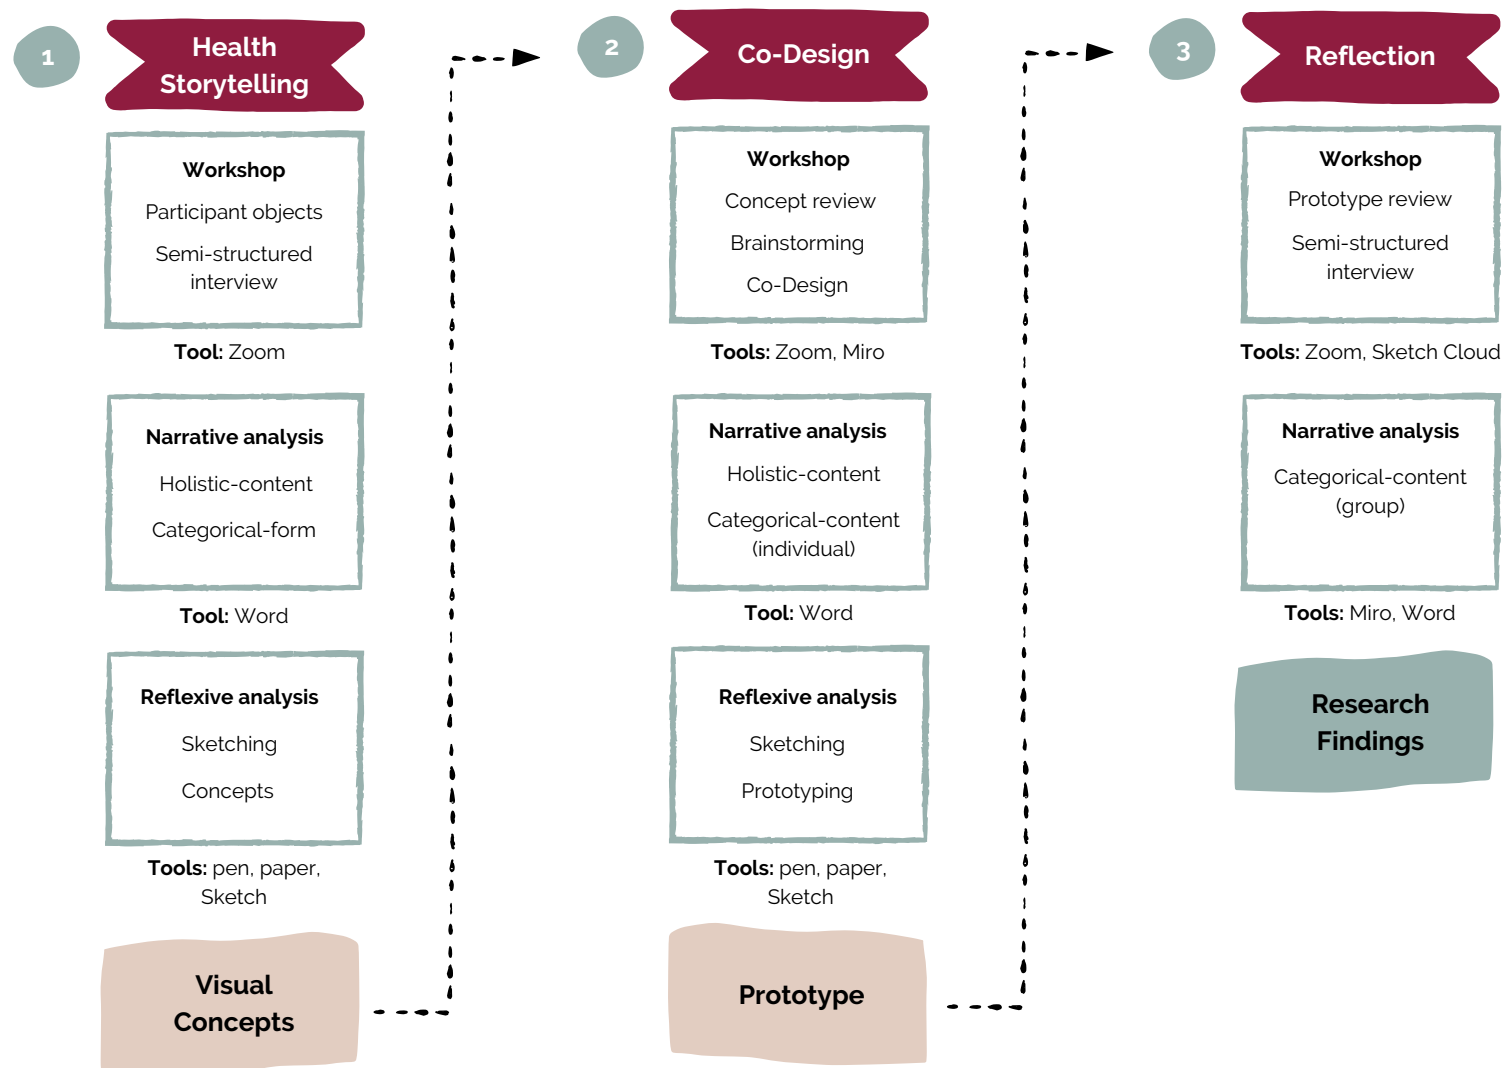 1
Health
Storytelling
Workshop
Participant objects
Semi-structured
interview
Tool: Zoom
Narrative analysis
Holistic-content
Categorical-form
Tool: Word
Reflexive analysis
Sketching
Concepts
Tools: pen, paper,
Sketch
Visual
Concepts
2
Co-Design
Workshop
Concept review
Brainstorming
Co-Design
Tools: Zoom, Miro
Narrative analysis
Holistic-content
Categorical-content
(individual)
Tool: Word
Reflexive analysis
Sketching
Prototyping
Tools: pen, paper,
Sketch
Prototype
3
Reflection
Workshop
Prototype review
Semi-structured
interview
Tools: Zoom, Sketch Cloud
Narrative analysis
Categorical-content
(group)
Tools: Miro, Word
Research
Findings